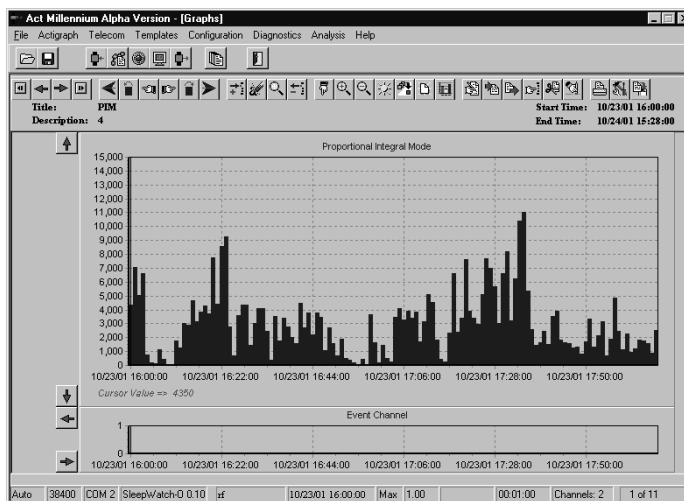 Act Millennium Alpha Version - [Graphs]
File Actigraph Telecom Templates Configuration Diagnostics Analysis Help
Title: PIM Start Time: 10/23/01 16:00:00
Description: 4 End Time: 10/24/01 15:28:00
Proportional Integral Mode
15,000
14,000
13,000
12,000
11,000
10,000
9,000
8,000
7,000
6,000
5,000
4,000
3,000
2,000
1,000
0
10/23/01 16:00:00 10/23/01 16:22:00 10/23/01 16:44:00 10/23/01 17:06:00 10/23/01 17:28:00 10/23/01 17:50:00
Cursor Value => 4350
Event Channel
1
0
10/23/01 16:00:00 10/23/01 16:22:00 10/23/01 16:44:00 10/23/01 17:06:00 10/23/01 17:28:00 10/23/01 17:50:00
Auto 38400 COM 2 SleepWatch-O 0.10 zf 10/23/01 16:00:00 Max 1.00 00:01:00 Channels: 2 1 of 11